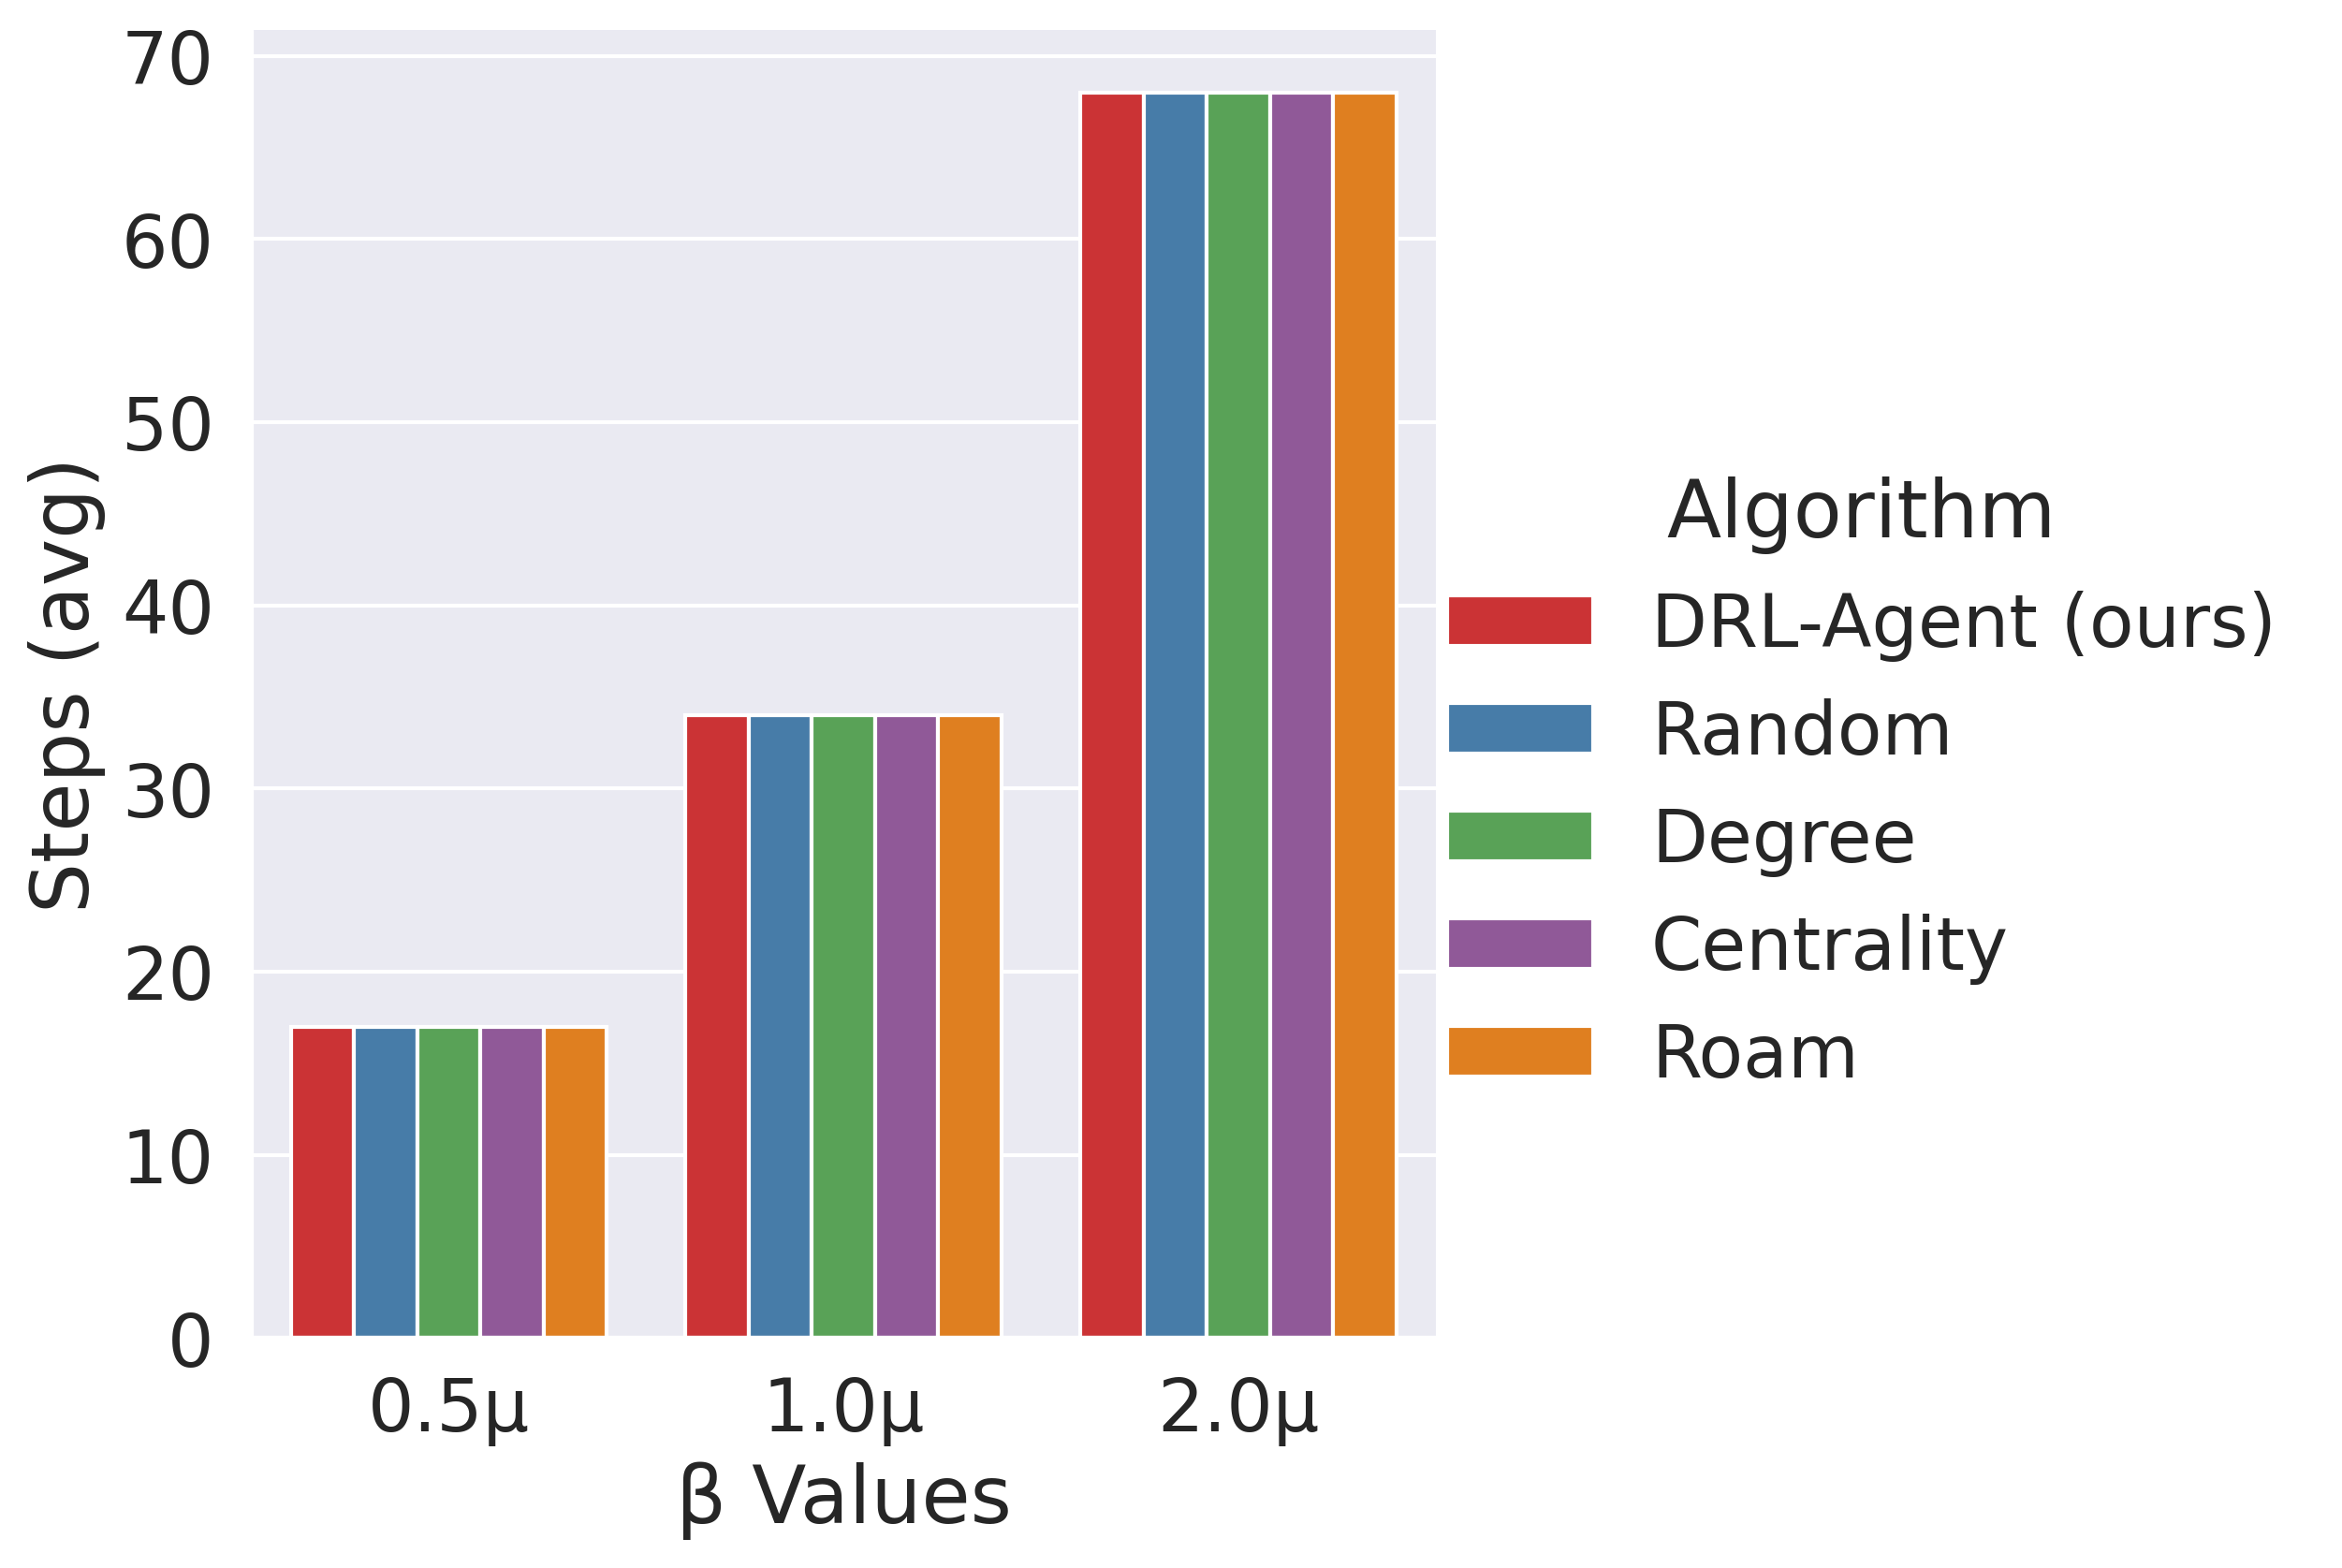 70
60
50
40
30
20
10
0
Steps (avg)
0.5μ 1.0μ 2.0μ
β Values
Algorithm
DRL-Agent (ours)
Random
Degree
Centrality
Roam